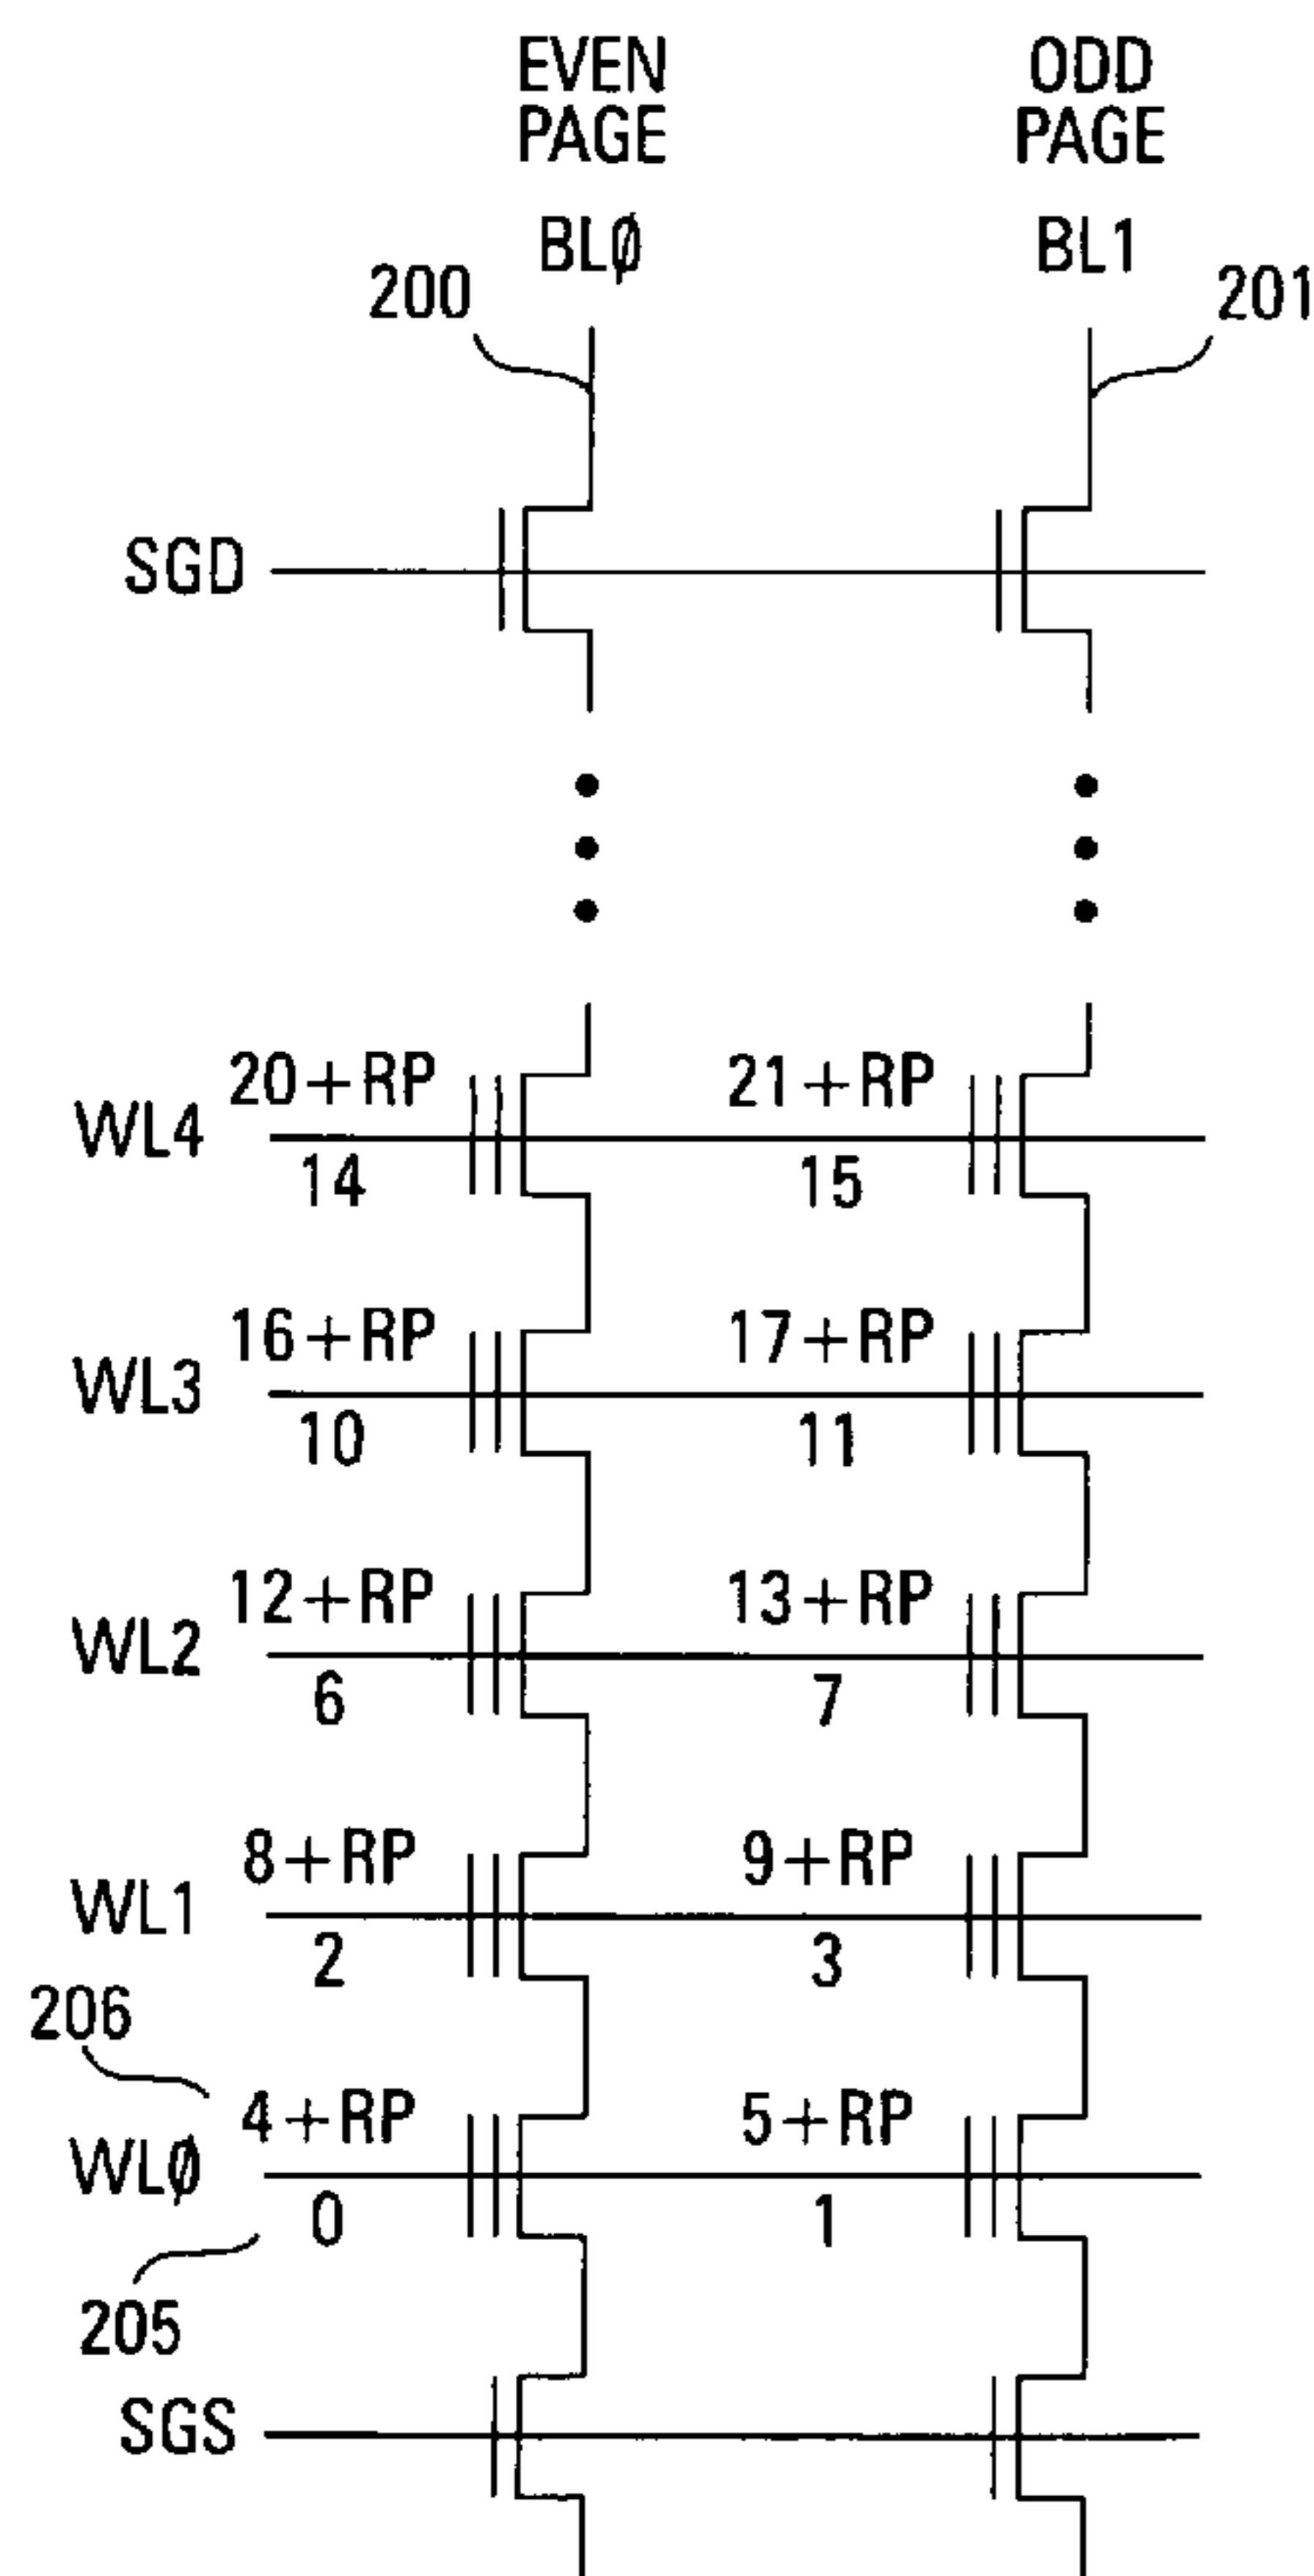 EVEN PAGE
ODD PAGE
BLØ
BL1
200
201
SGD
20+RP
21+RP
WL4
14
15
16+RP
17+RP
WL3
10
11
12+RP
13+RP
WL2
6
7
8+RP
9+RP
WL1
2
3
206
4+RP
5+RP
WLØ
0
1
205
SGS